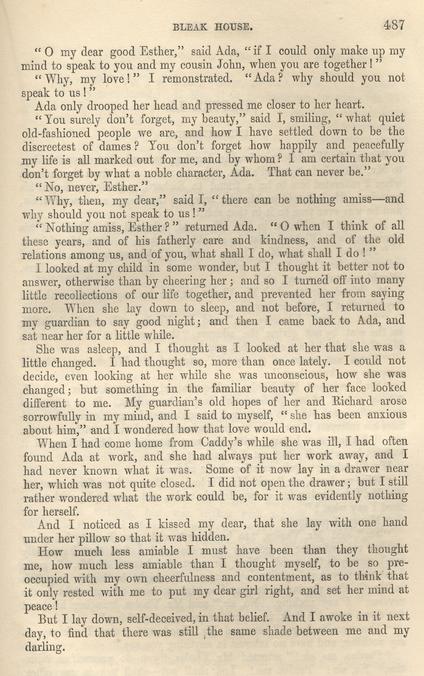 BLEAK HOUSE. 487
“O my dear good Esther,” said Ada, “if I could only make up my
mind to speak to you and my cousin John, when you are together!”
“Why, my love!” I remonstrated. “Ada? why should you not
speak to us!”
Ada only drooped her head and pressed me closer to her heart.
“You surely don't forget, my beauty,” said I, smiling, “what quiet
old-fashioned people we are, and how I have settled down to be the
discreetest of dames? You don't forget how happily and peacefully
my life is all marked out for me, and by whom? I am certain that you
don't forget by what a noble character, Ada. That can never be.”
“No, never, Esther.”
“Why, then, my dear,” said I, “there can be nothing amiss—and
why should you not speak to us!”
“Nothing amiss, Esther?” returned Ada. “O when I think of all
these years, and of his fatherly care and kindness, and of the old
relations among us, and of you, what shall I do, what shall I do!”
I looked at my child in some wonder, but I thought it better not to
answer, otherwise than by cheering her; and so I turned off into many
little recollections of our life together, and prevented her from saying
more. When she lay down to sleep, and not before, I returned to
my guardian to say good night; and then I came back to Ada, and
sat near her for a little while.
She was asleep, and I thought as I looked at her that she was a
little changed. I had thought so, more than once lately. I could not
decide, even looking at her while she was unconscious, how she was
changed; but something in the familiar beauty of her face looked
different to me. My guardian's old hopes of her and Richard arose
sorrowfully in my mind, and I said to myself, “she has been anxious
about him,” and I wondered how that love would end.
When I had come home from Caddy's while she was ill, I had often
found Ada at work, and she had always put her work away, and I
had never known what it was. Some of it now lay in a drawer near
her, which was not quite closed. I did not open the drawer; but I still
rather wondered what the work could be, for it was evidently nothing
for herself.
And I noticed as I kissed my dear, that she lay with one hand
under her pillow so that it was hidden.
How much less amiable I must have been than they thought
me, how much less amiable than I thought myself, to be so pre-
occupied with my own cheerfulness and contentment, as to think that
it only rested with me to put my dear girl right, and set her mind at
peace!
But I lay down, self-deceived, in that belief. And I awoke in it next
day, to find that there was still the same shade between me and my
darling.